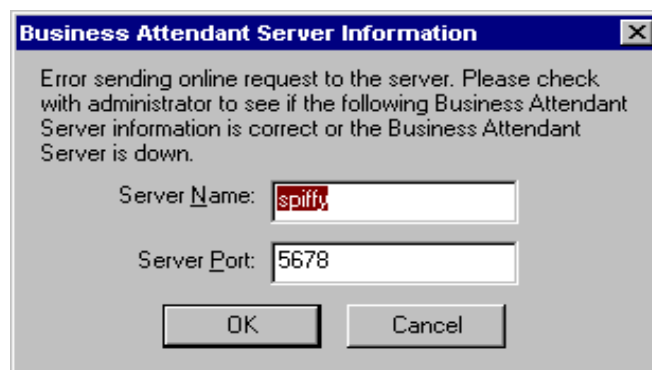 Business Attendant Server Information
Error sending online request to the server. Please check
with administrator to see if the following Business Attendant
Server information is correct or the Business Attendant
Server is down.
Server Name: spiffy
Server Port: 5678
OK Cancel